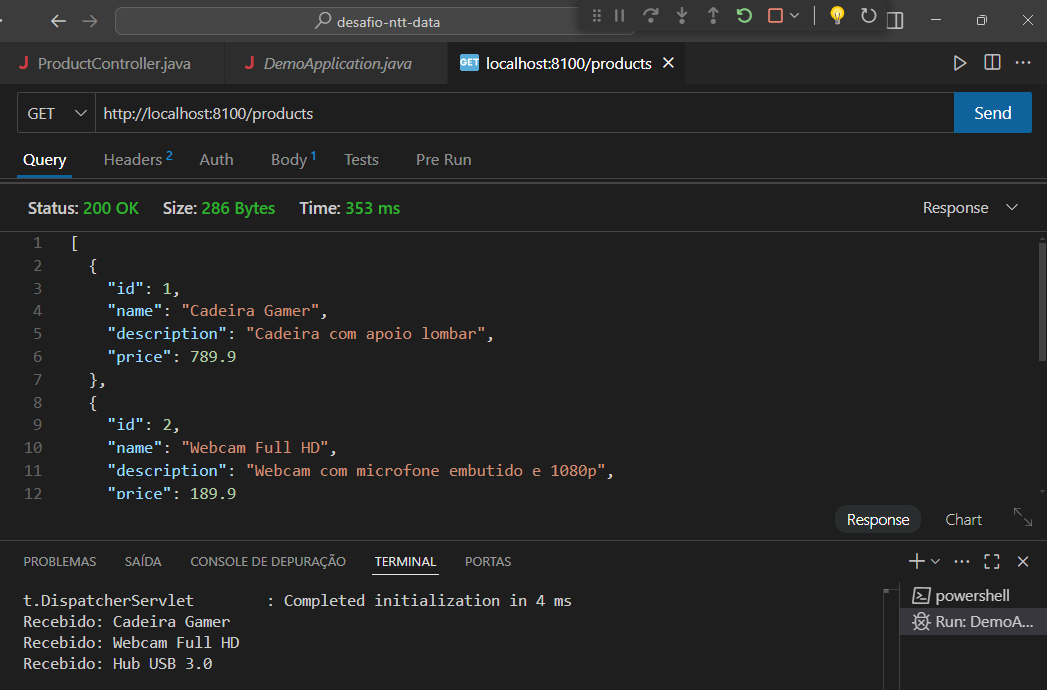 desafio-ntt-data
J ProductController.java
J DemoApplication.java
GET localhost:8100/products
GET
http://localhost:8100/products
Send
Query
Headers 2
Auth
Body 1
Tests
Pre Run
Status: 200 OK
Size: 286 Bytes
Time: 353 ms
Response
1 [
2 {
3 "id": 1,
4 "name": "Cadeira Gamer",
5 "description": "Cadeira com apoio lombar",
6 "price": 789.9
7 },
8 {
9 "id": 2,
10 "name": "Webcam Full HD",
11 "description": "Webcam com microfone embutido e 1080p",
12 "price": 189.9
Response
Chart
PROBLEMAS
SAÍDA
CONSOLE DE DEPURAÇÃO
TERMINAL
PORTAS
t.DispatcherServlet : Completed initialization in 4 ms
Recebido: Cadeira Gamer
Recebido: Webcam Full HD
Recebido: Hub USB 3.0
powershell
Run: DemoA...